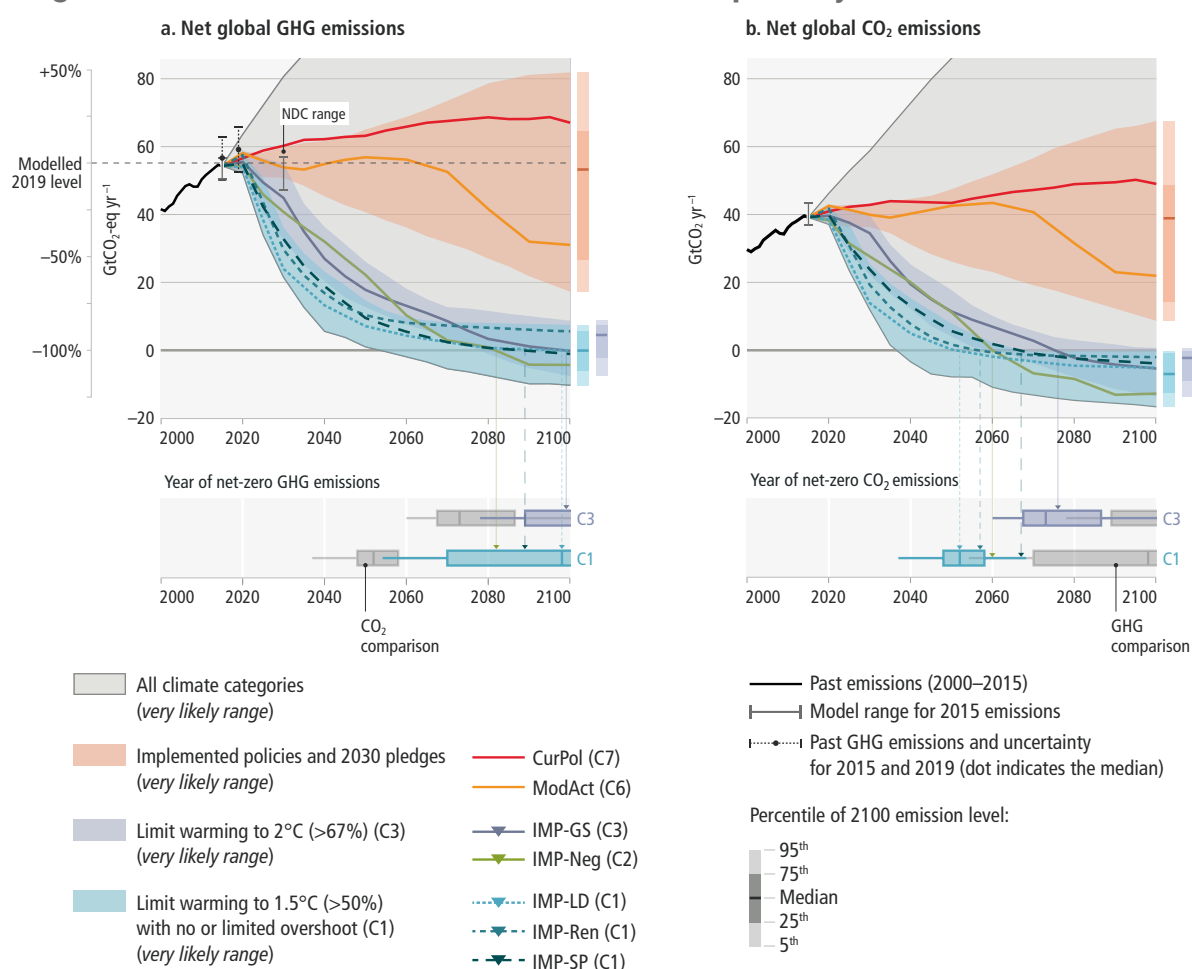 a. Net global GHG emissions
+50%
Modelled
2019 level
−50%
−100%
GtCO₂-eq yr⁻¹
80
60
40
20
0
−20
NDC range
2000 2020 2040 2060 2080 2100
Year of net-zero GHG emissions
C3
C1
2000 2020 2040 2060 2080 2100
CO₂
comparison
b. Net global CO₂ emissions
GtCO₂ yr⁻¹
80
60
40
20
0
−20
2000 2020 2040 2060 2080 2100
Year of net-zero CO₂ emissions
C3
C1
2000 2020 2040 2060 2080 2100
GHG
comparison
All climate categories
(very likely range)
Implemented policies and 2030 pledges
(very likely range)
Limit warming to 2°C (>67%) (C3)
(very likely range)
Limit warming to 1.5°C (>50%)
with no or limited overshoot (C1)
(very likely range)
CurPol (C7)
ModAct (C6)
IMP-GS (C3)
IMP-Neg (C2)
IMP-LD (C1)
IMP-Ren (C1)
IMP-SP (C1)
Past emissions (2000–2015)
Model range for 2015 emissions
Past GHG emissions and uncertainty
for 2015 and 2019 (dot indicates the median)
Percentile of 2100 emission level:
95th
75th
Median
25th
5th